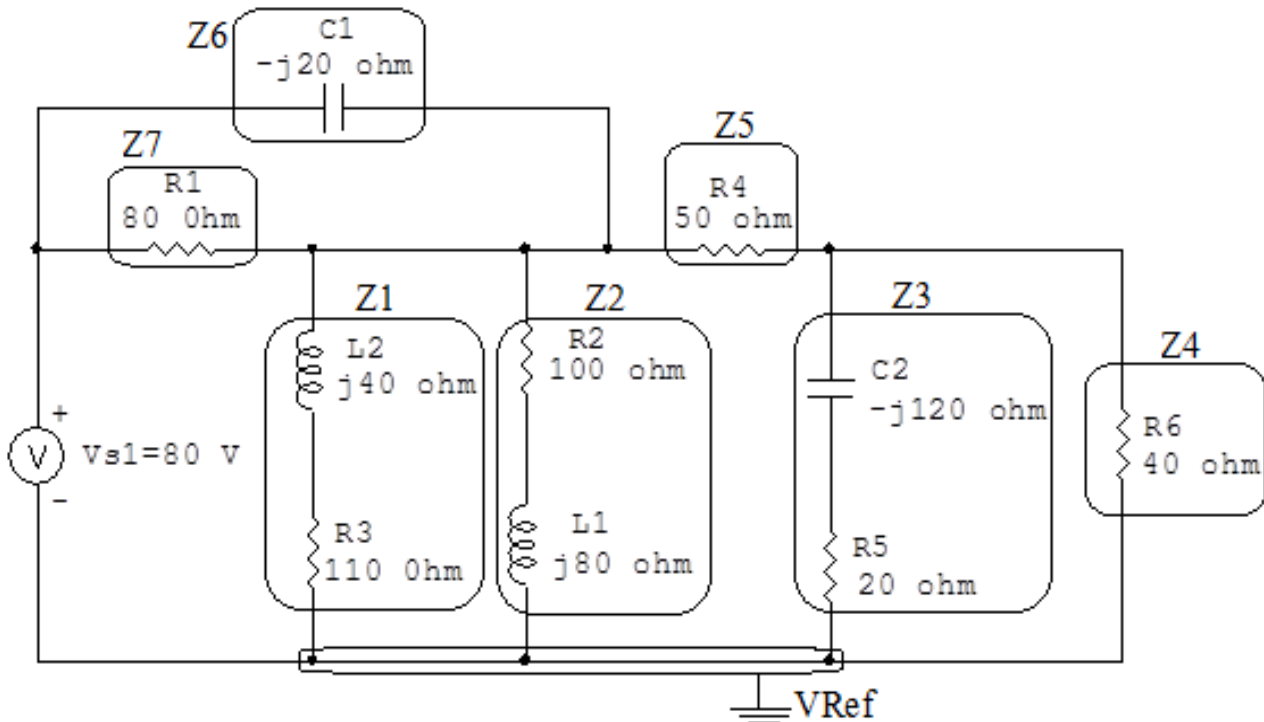 Z6
C1
-j20 ohm
Z7
R1
80 Ohm
Z5
R4
50 ohm
Z1
L2
j40 ohm
R3
110 Ohm
Z2
R2
100 ohm
L1
j80 ohm
Z3
C2
-j120 ohm
R5
20 ohm
Z4
R6
40 ohm
+
V
Vs1=80 V
-
VRef